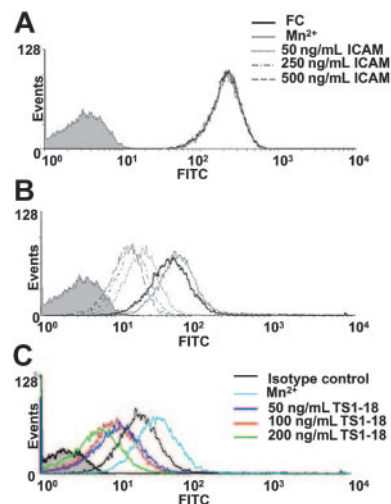 A
128
Events
0
10⁰ 10¹ 10² 10³ 10⁴
FITC
FC
Mn²⁺
50 ng/mL ICAM
250 ng/mL ICAM
500 ng/mL ICAM
B
128
Events
0
10⁰ 10¹ 10² 10³ 10⁴
FITC
C
128
Events
0
10⁰ 10¹ 10² 10³ 10⁴
FITC
Isotype control
Mn²⁺
50 ng/mL TS1-18
100 ng/mL TS1-18
200 ng/mL TS1-18